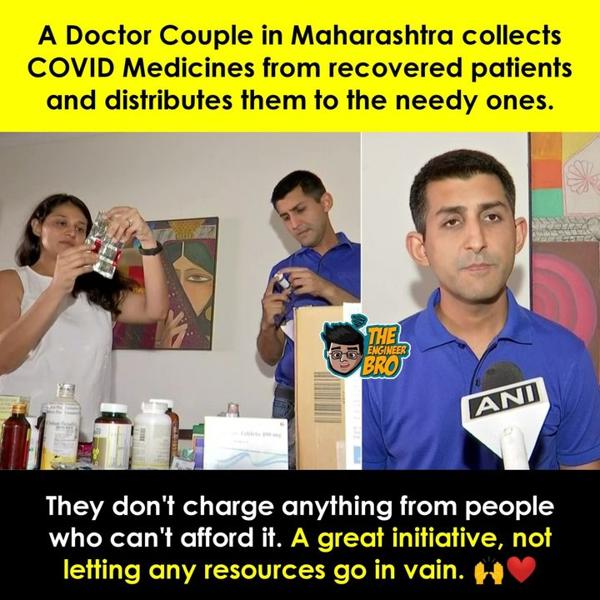 A Doctor Couple in Maharashtra collects
COVID Medicines from recovered patients
and distributes them to the needy ones.
THE
ENGINEER
BRO
ANI
They don't charge anything from people
who can't afford it. A great initiative, not
letting any resources go in vain. 🙌❤️